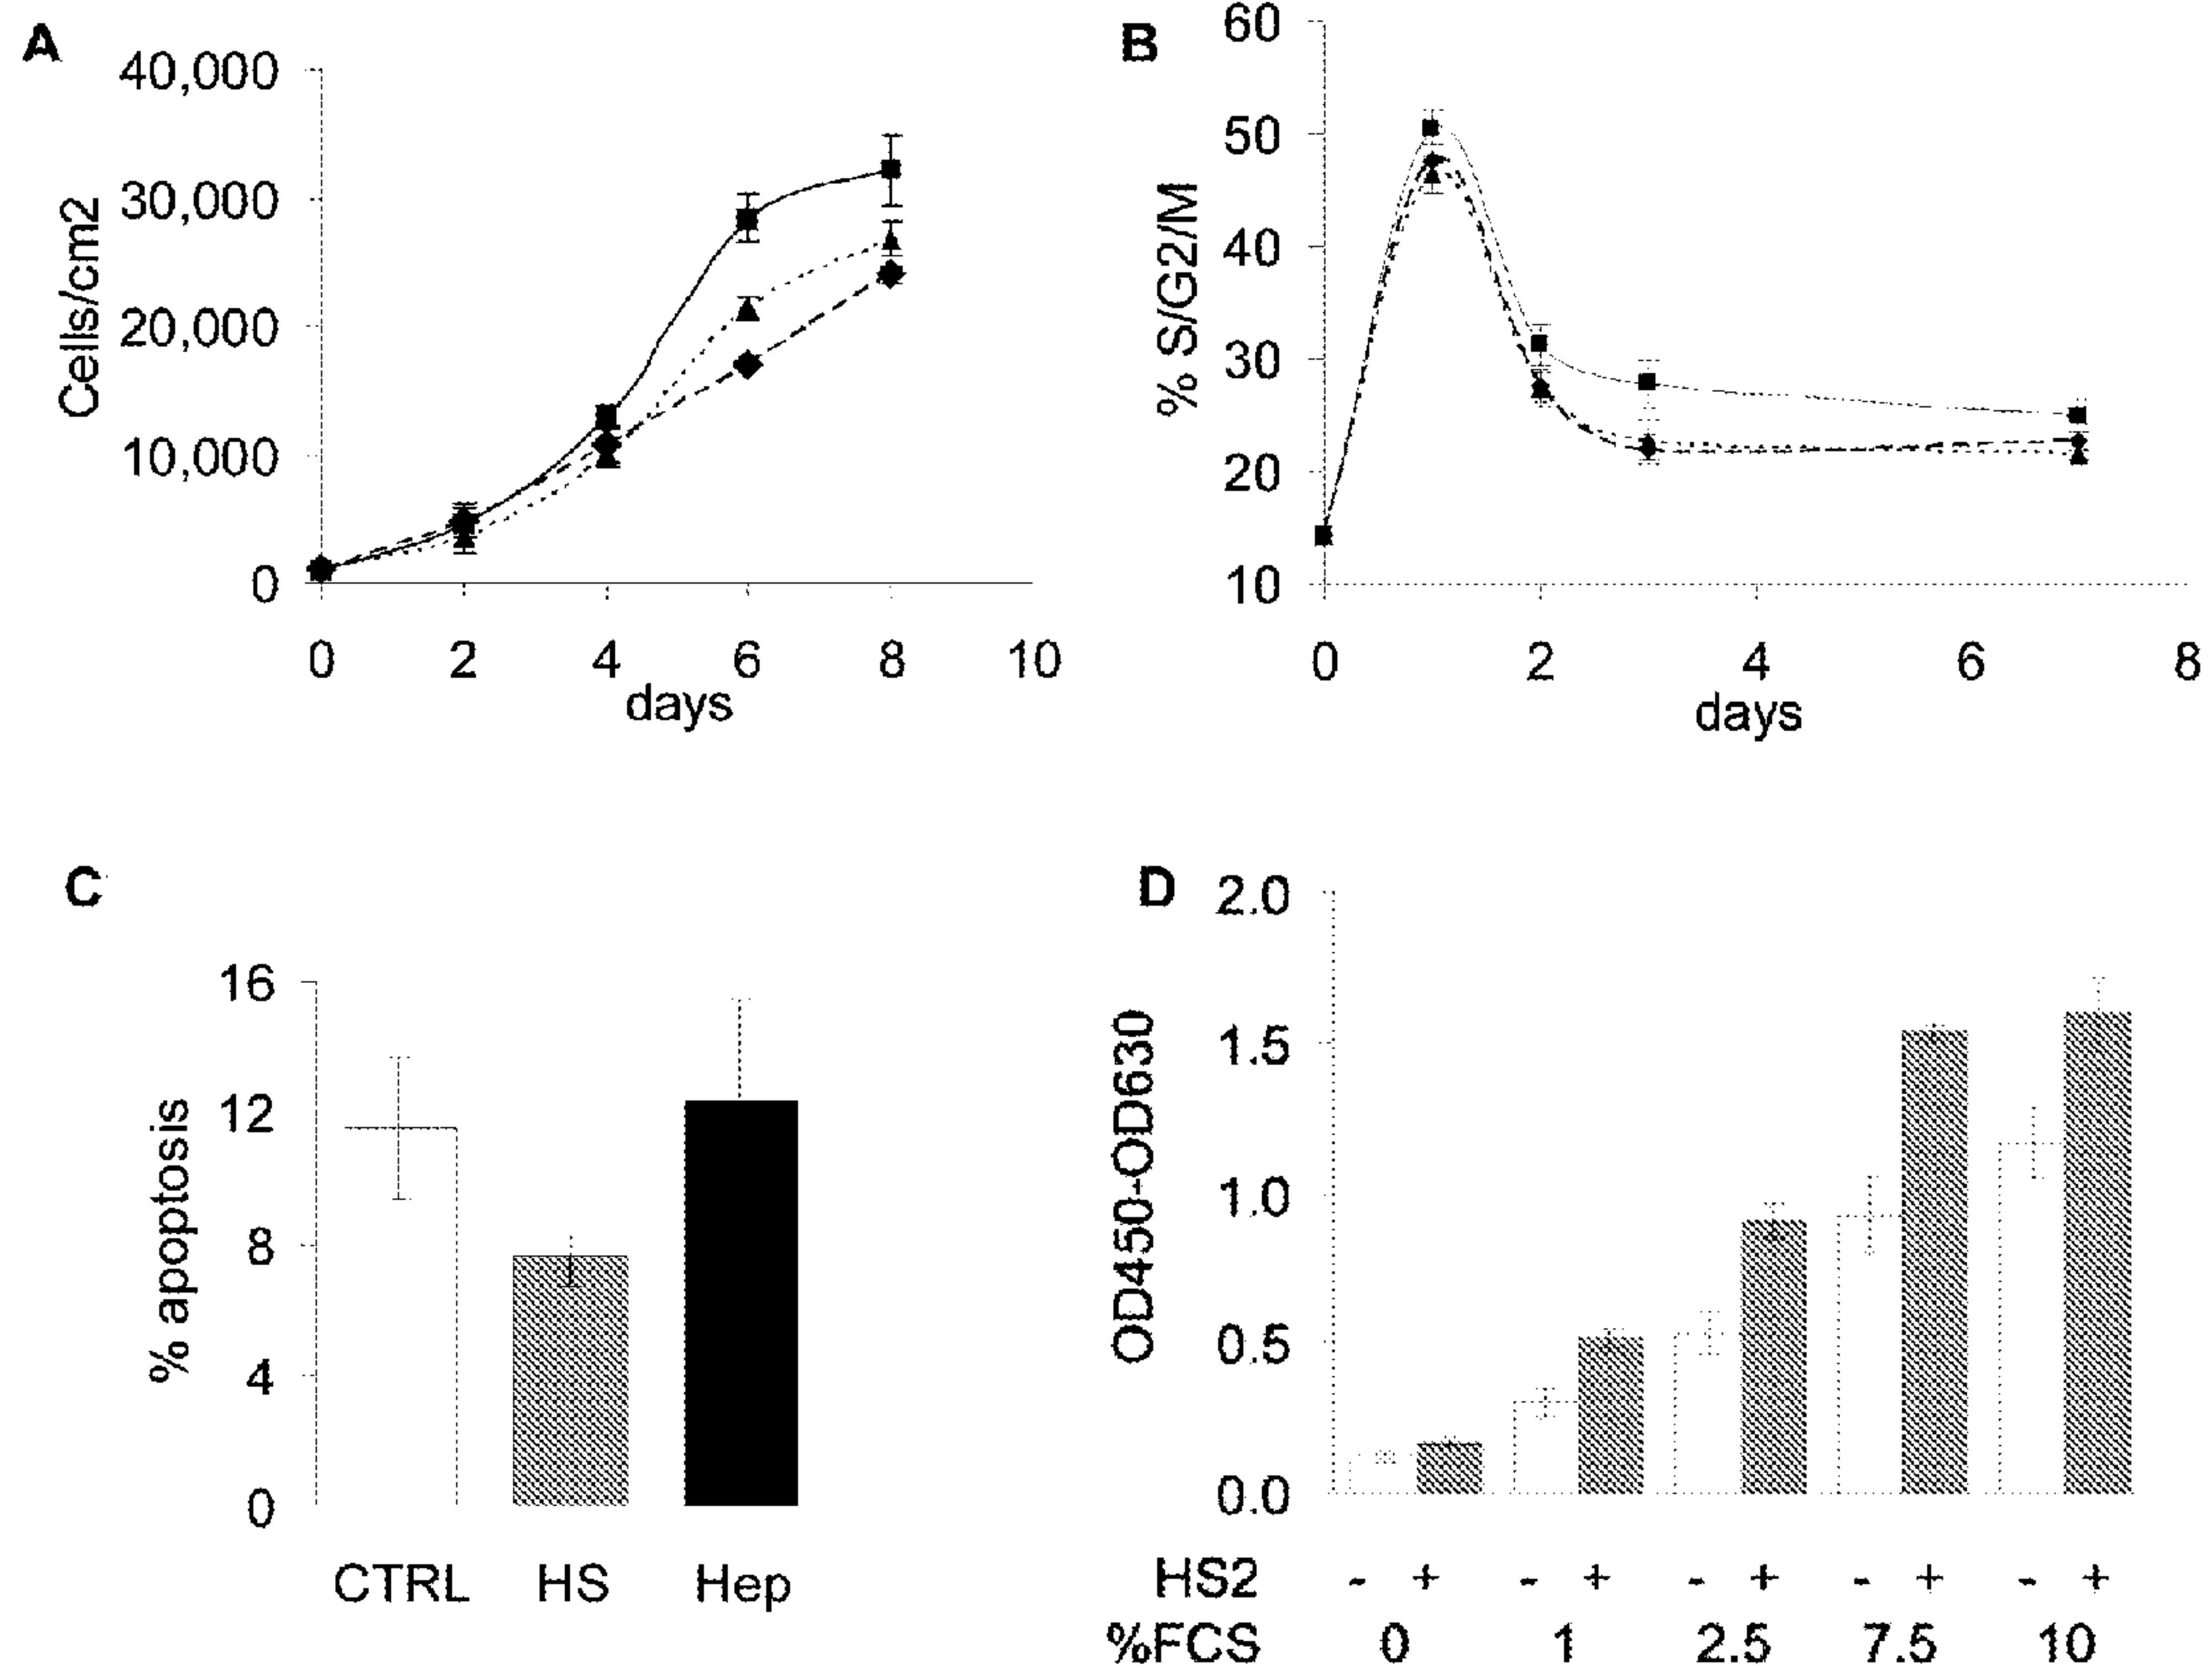 A
40,000
30,000
20,000
10,000
0
Cells/cm2
0 2 4 6 8 10
days
B
60
50
40
30
20
10
% S/G2/M
0 2 4 6 8
days
C
16
12
8
4
0
% apoptosis
CTRL HS Hep
D
2.0
1.5
1.0
0.5
0.0
OD450-OD630
HS2 - + - + - + - + - +
%FCS 0 1 2.5 7.5 10